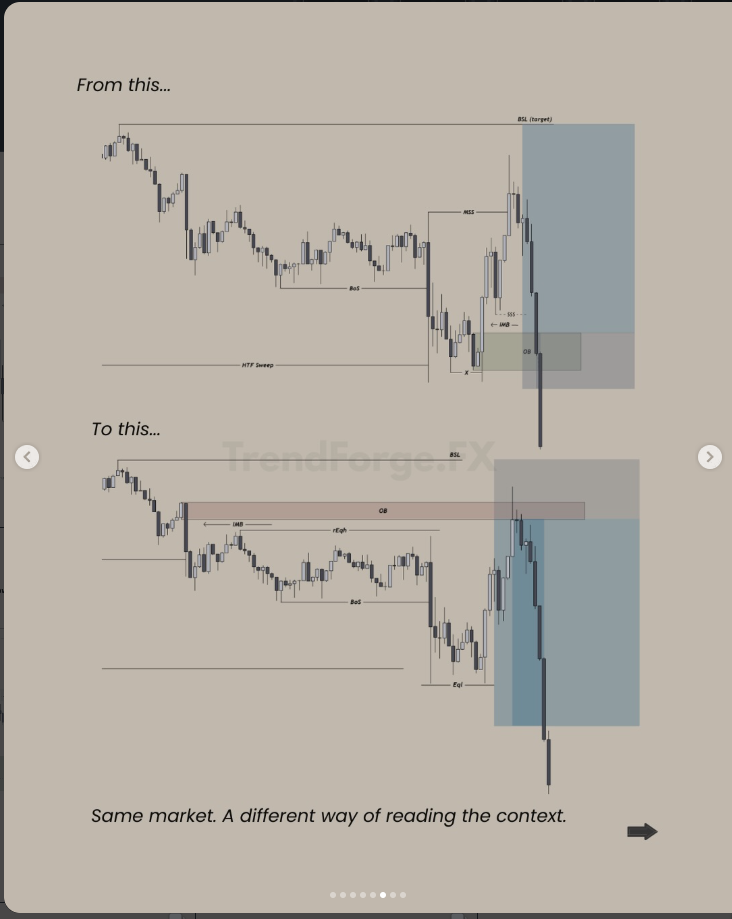 From this...
BSL (target)
MSS
BoS
SSS
← IMB
OB
HTF Sweep
X
To this...
TrendForge.FX
BSL
OB
IMB
rEqh
BoS
Eql
Same market. A different way of reading the context.